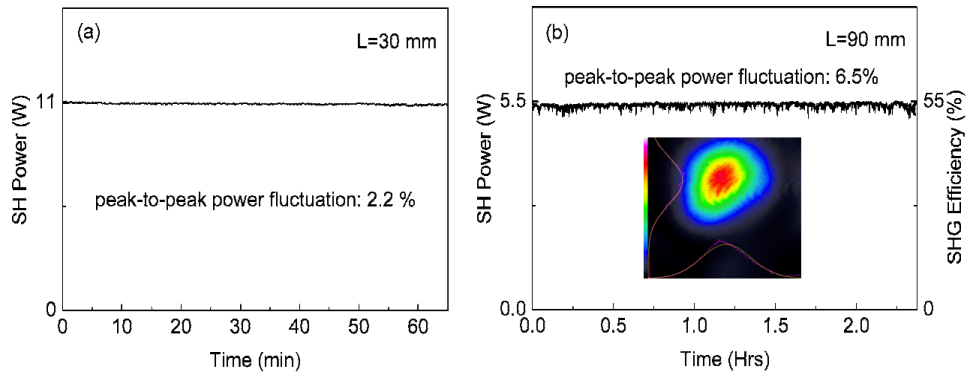 (a)
L=30 mm
11
SH Power (W)
peak-to-peak power fluctuation: 2.2 %
0
0 10 20 30 40 50 60
Time (min)
(b)
L=90 mm
peak-to-peak power fluctuation: 6.5%
5.5
55
SH Power (W)
SHG Efficiency (%)
0.0
0
0.0 0.5 1.0 1.5 2.0
Time (Hrs)